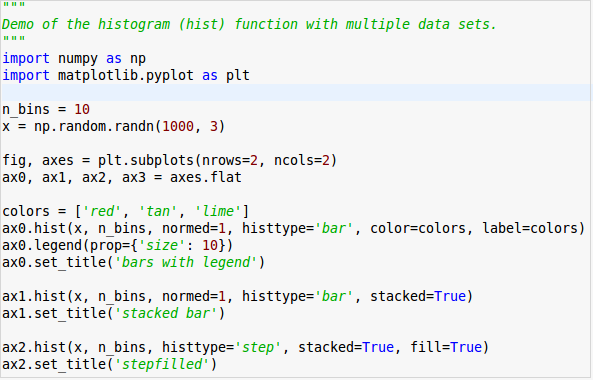 """
Demo of the histogram (hist) function with multiple data sets.
"""
import numpy as np
import matplotlib.pyplot as plt
n_bins = 10
x = np.random.randn(1000, 3)
fig, axes = plt.subplots(nrows=2, ncols=2)
ax0, ax1, ax2, ax3 = axes.flat
colors = ['red', 'tan', 'lime']
ax0.hist(x, n_bins, normed=1, histtype='bar', color=colors, label=colors)
ax0.legend(prop={'size': 10})
ax0.set_title('bars with legend')
ax1.hist(x, n_bins, normed=1, histtype='bar', stacked=True)
ax1.set_title('stacked bar')
ax2.hist(x, n_bins, histtype='step', stacked=True, fill=True)
ax2.set_title('stepfilled')